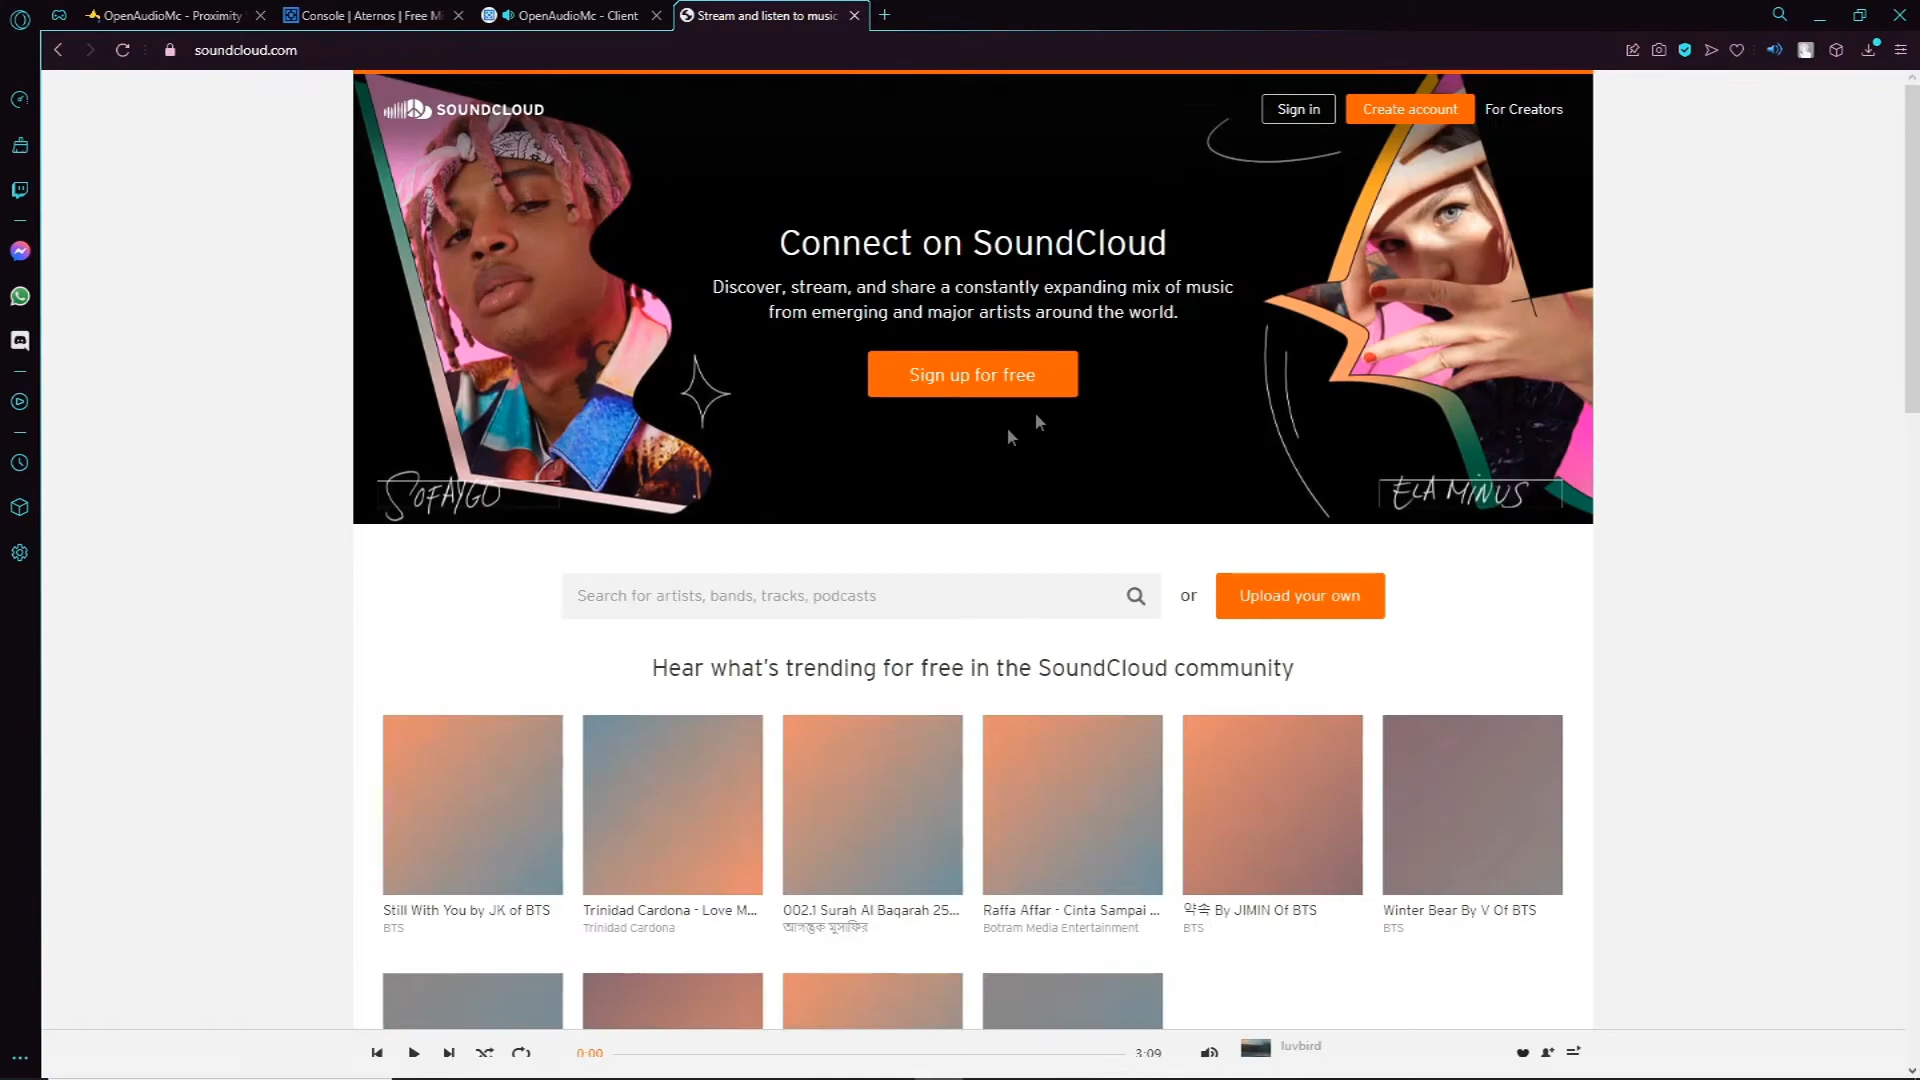 OpenAudioMc - Proximity
Console | Aternos | Free Mi
OpenAudioMc - Client
Stream and listen to music
soundcloud.com
SOUNDCLOUD
Sign in
Create account
For Creators
Connect on SoundCloud
Discover, stream, and share a constantly expanding mix of music
from emerging and major artists around the world.
Sign up for free
SOFAYGO
ELA MINUS
Search for artists, bands, tracks, podcasts
or
Upload your own
Hear what's trending for free in the SoundCloud community
Still With You by JK of BTS
BTS
Trinidad Cardona - Love M...
Trinidad Cardona
002.1 Surah Al Baqarah 25...
আগন্তুক মুসাফির
Raffa Affar - Cinta Sampai ...
Botram Media Entertainment
약속 By JIMIN Of BTS
BTS
Winter Bear By V Of BTS
BTS
0:00
3:09
luvbird